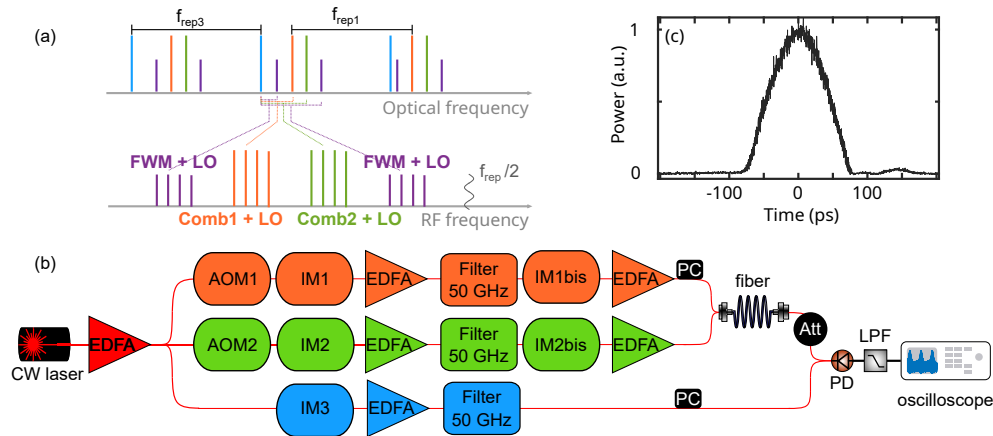 (a)
f_rep3
f_rep1
Optical frequency
FWM + LO
FWM + LO
f_rep/2
Comb1 + LO
Comb2 + LO
RF frequency
(c)
Power (a.u.)
1
0
-100
0
100
Time (ps)
(b)
CW laser
EDFA
AOM1
IM1
EDFA
Filter
50 GHz
IM1bis
EDFA
PC
AOM2
IM2
EDFA
Filter
50 GHz
IM2bis
EDFA
fiber
Att
IM3
EDFA
Filter
50 GHz
PC
PD
LPF
oscilloscope